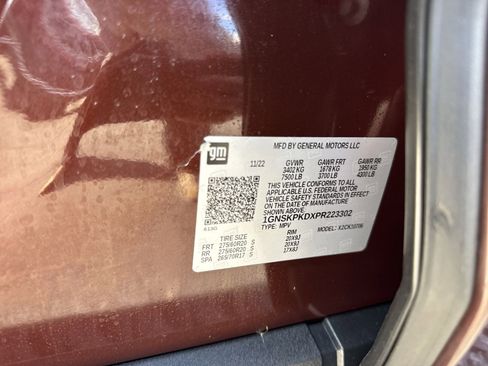 MFD BY GENERAL MOTORS LLC
gm
11/22 GVWR GAWR FRT GAWR RR
3402 KG 1678 KG 1950 KG
7500 LB 3700 LB 4300 LB
THIS VEHICLE CONFORMS TO ALL
APPLICABLE U.S. FEDERAL MOTOR
VEHICLE SAFETY STANDARDS IN
EFFECT ON THE DATE OF MANUFACTURE
SHOWN ABOVE.
1GNSKPKDXPR223302
TYPE: MPV MODEL: K2CK10706
TIRE SIZE RIM
FRT 275/60R20 S 20X9J
RR 275/60R20 S 20X9J
SPA 265/70R17 S 17X8J